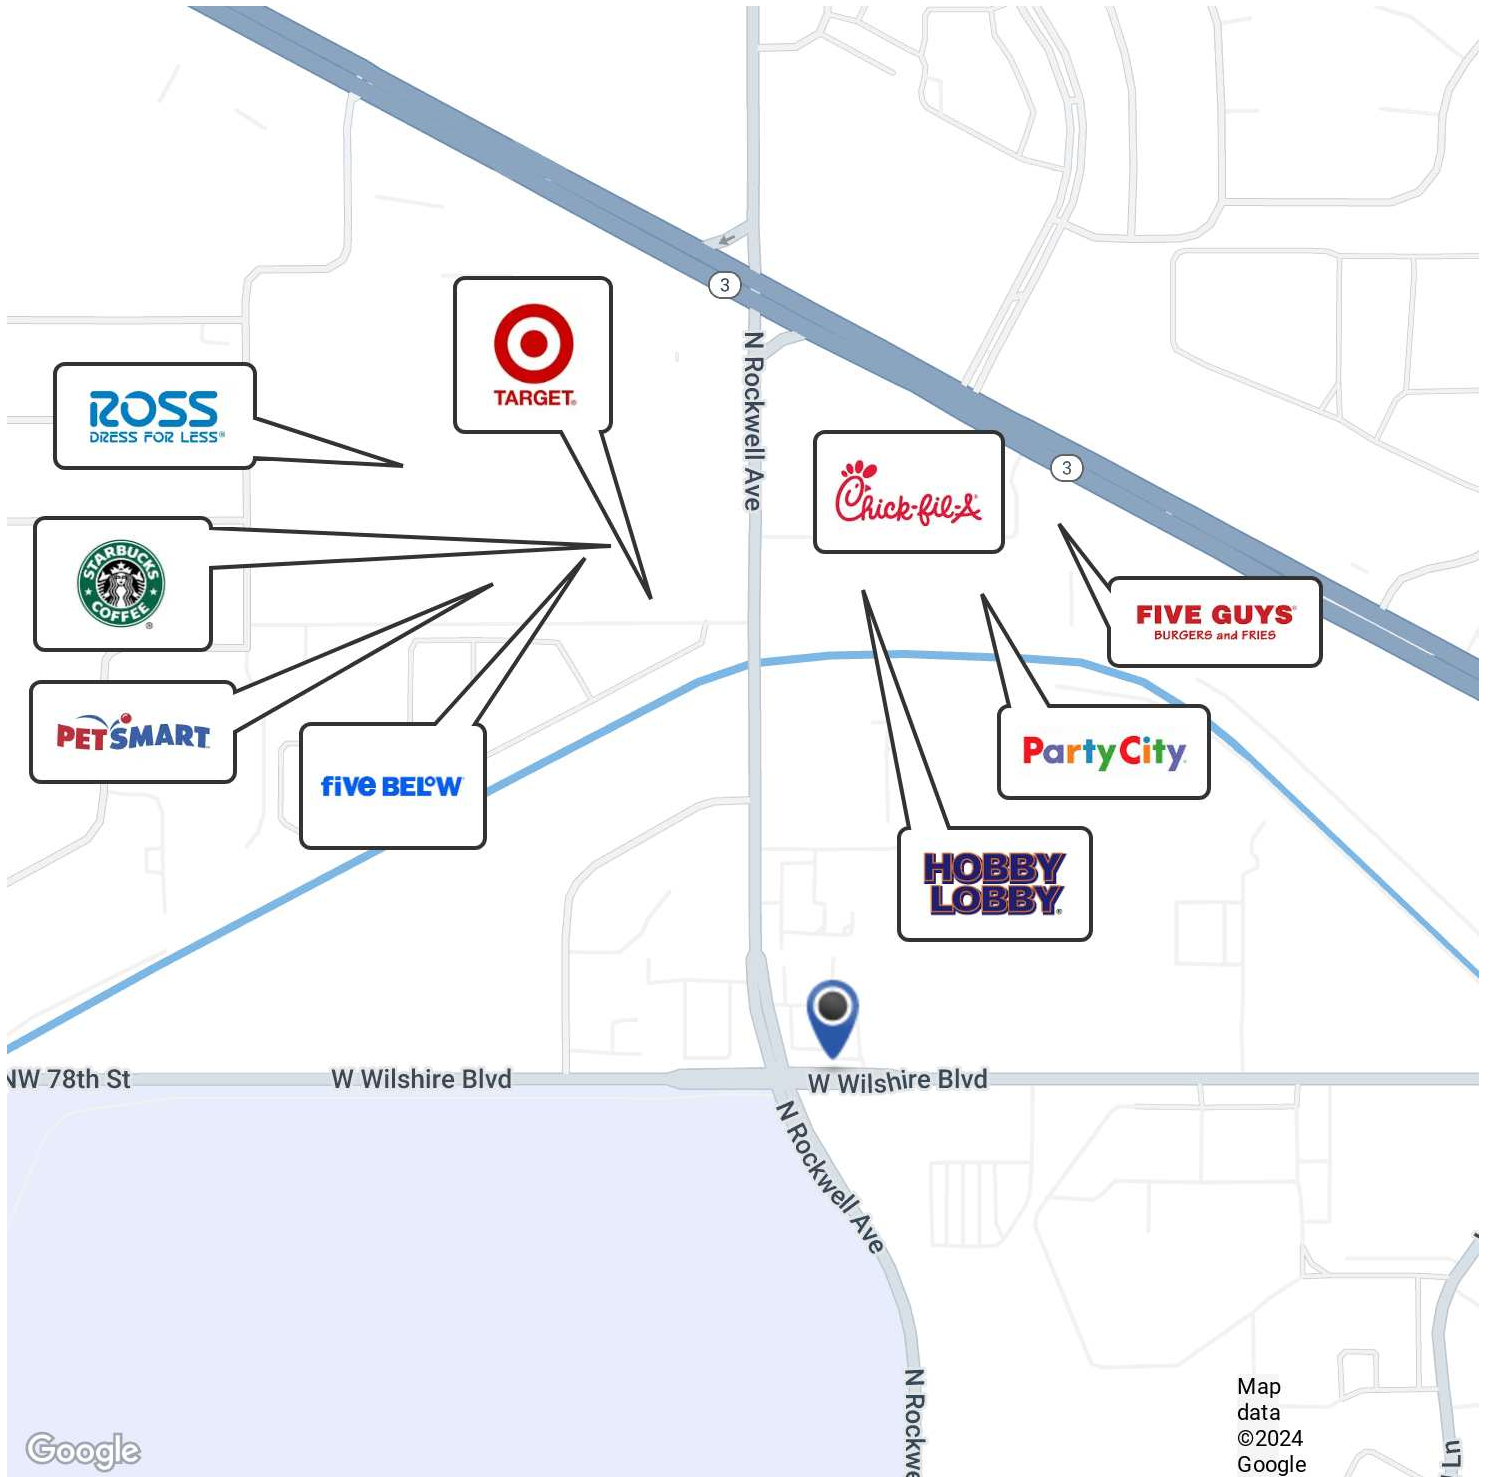 3
N Rockwell Ave
TARGET
ROSS
DRESS FOR LESS®
Chick-fil-A
3
STARBUCKS
COFFEE
®
FIVE GUYS®
BURGERS and FRIES
PETSMART
five BELOW
Party City
HOBBY
LOBBY®
NW 78th St
W Wilshire Blvd
W Wilshire Blvd
N Rockwell Ave
N Rockwe
Map
data
©2024
Google
Google
Ln